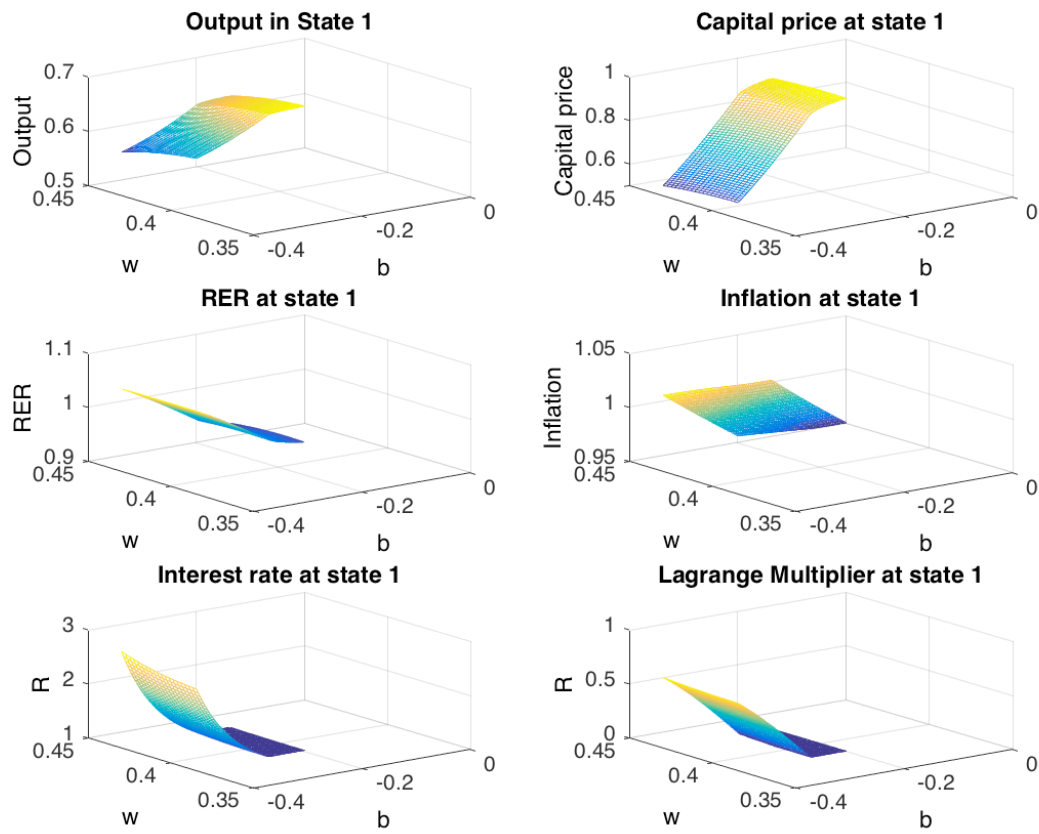 Output in State 1
Capital price at state 1
0.7
0.6
0.5
Output
0.45
0.4
0.35
w
-0.4
-0.2
0
b
1
0.8
0.6
Capital price
0.45
0.4
0.35
w
-0.4
-0.2
0
b
RER at state 1
Inflation at state 1
1.1
1
0.9
RER
0.45
0.4
0.35
w
-0.4
-0.2
0
b
1.05
1
0.95
Inflation
0.45
0.4
0.35
w
-0.4
-0.2
0
b
Interest rate at state 1
Lagrange Multiplier at state 1
3
2
1
R
0.45
0.4
0.35
w
-0.4
-0.2
0
b
1
0.5
0
R
0.45
0.4
0.35
w
-0.4
-0.2
0
b